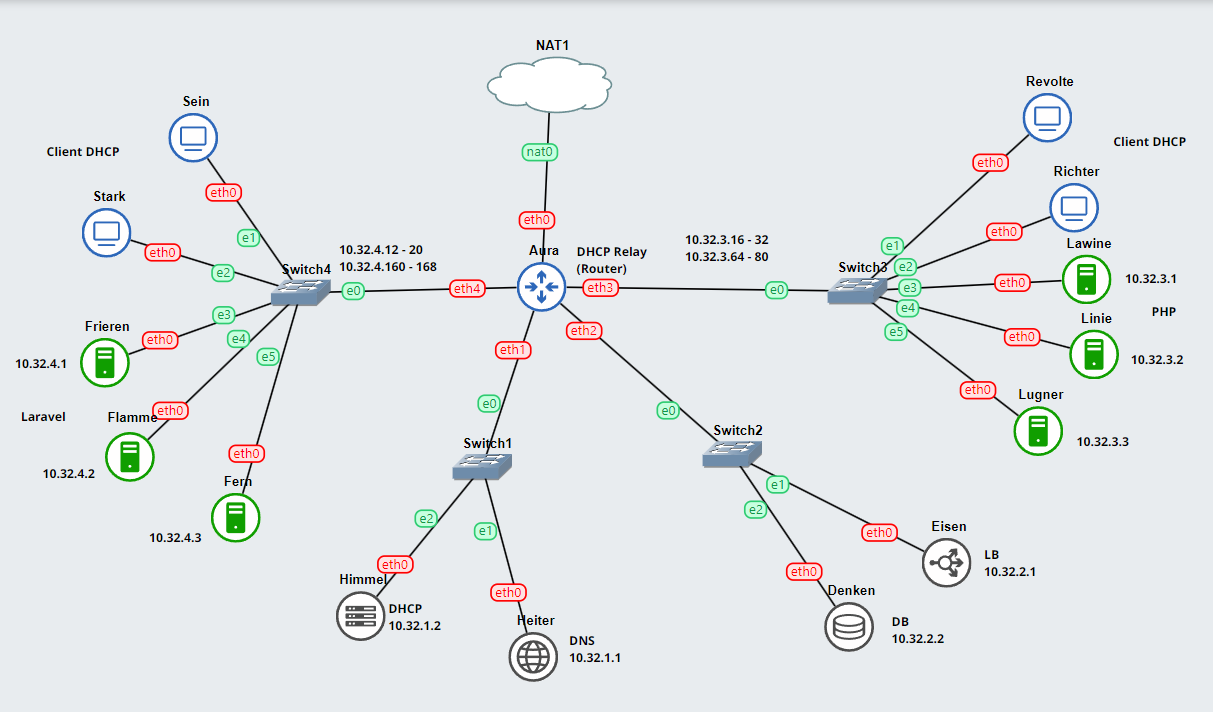 NAT1
nat0
eth0
Aura
DHCP Relay
(Router)
eth4
eth3
eth1
eth2
10.32.4.12 - 20
10.32.4.160 - 168
10.32.3.16 - 32
10.32.3.64 - 80
Sein
Client DHCP
eth0
e1
Stark
eth0
e2
Switch4
e0
e3
e4
e5
Frieren
eth0
10.32.4.1
Laravel
Flamme
eth0
10.32.4.2
eth0
Fern
10.32.4.3
Revolte
Client DHCP
eth0
Richter
eth0
e1
Switch3
e0
e2
e3
e4
e5
Lawine
eth0
10.32.3.1
PHP
Linie
eth0
10.32.3.2
Lugner
eth0
10.32.3.3
e0
Switch1
e2
e1
eth0
Himmel
DHCP
10.32.1.2
eth0
Heiter
DNS
10.32.1.1
e0
Switch2
e1
e2
eth0
Eisen
LB
10.32.2.1
eth0
Denken
DB
10.32.2.2